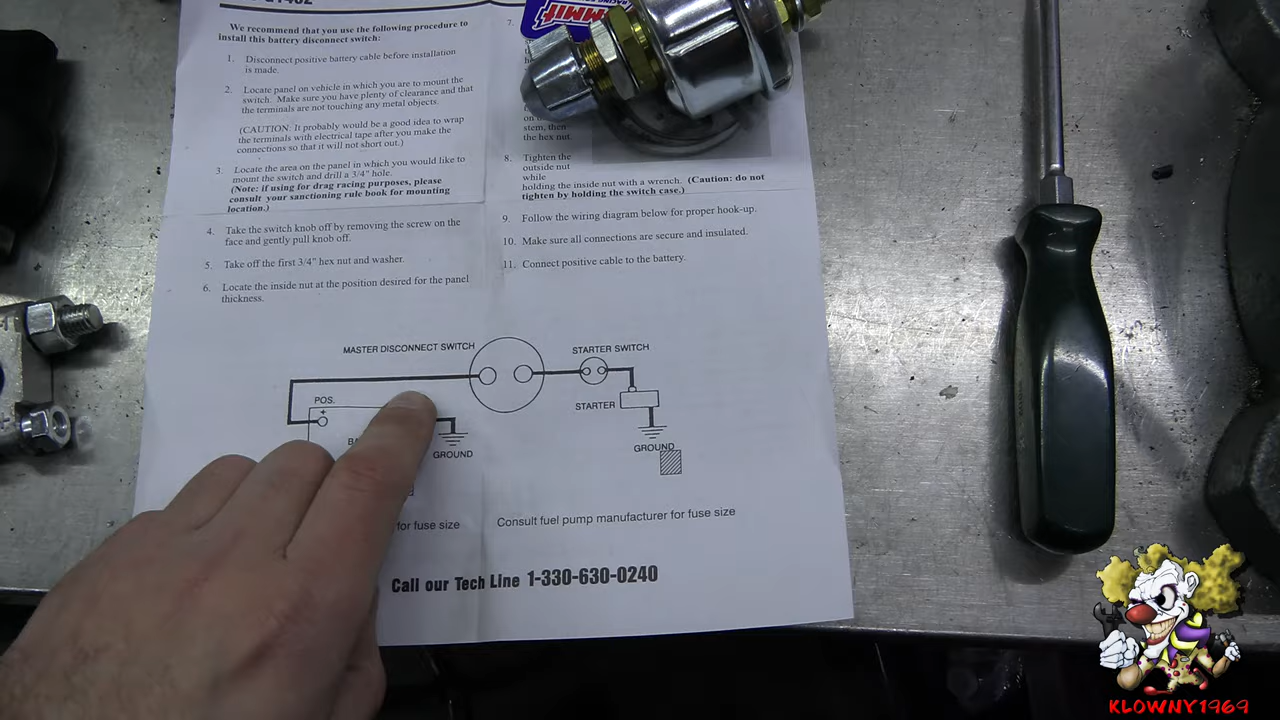 We recommend that you use the following procedure to
install this battery disconnect switch:
1. Disconnect positive battery cable before installation
is made.
2. Locate panel on vehicle in which you are to mount the
switch. Make sure you have plenty of clearance and that
the terminals are not touching any metal objects.
(CAUTION: It probably would be a good idea to wrap
the terminals with electrical tape after you make the
connections so that it will not short out.)
3. Locate the area on the panel in which you would like to
mount the switch and drill a 3/4" hole.
(Note: if using for drag racing purposes, please
consult your sanctioning rule book for mounting
location.)
4. Take the switch knob off by removing the screw on the
face and gently pull knob off.
5. Take off the first 3/4" hex nut and washer.
6. Locate the inside nut at the position desired for the panel
thickness.
7.
stem, then
the hex nut.
8. Tighten the
outside nut
while
holding the inside nut with a wrench. (Caution: do not
tighten by holding the switch case.)
9. Follow the wiring diagram below for proper hook-up.
10. Make sure all connections are secure and insulated.
11. Connect positive cable to the battery.
MASTER DISCONNECT SWITCH
STARTER SWITCH
POS.
+
STARTER
GROUND
GROUND
for fuse size
Consult fuel pump manufacturer for fuse size
Call our Tech Line 1-330-630-0240
KLOWNY1969